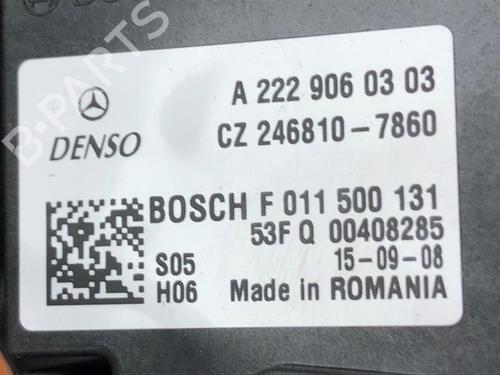 A 222 906 03 03
DENSO
CZ 246810-7860
BOSCH F 011 500 131
53F Q 00408285
S05
15-09-08
H06
Made in ROMANIA
B-PARTS